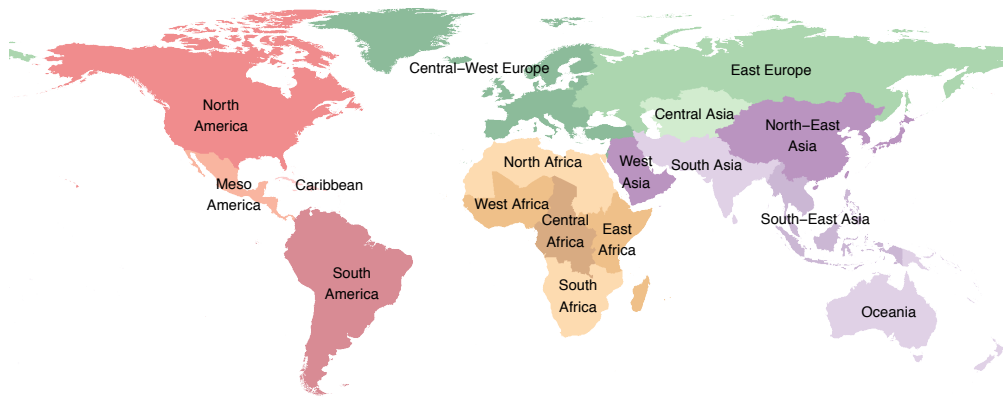 Central-West Europe
East Europe
North
America
Central Asia
North-East
Asia
North Africa
West
Asia
South Asia
Meso
America
Caribbean
West Africa
Central
Africa
East
Africa
South-East Asia
South
America
South
Africa
Oceania